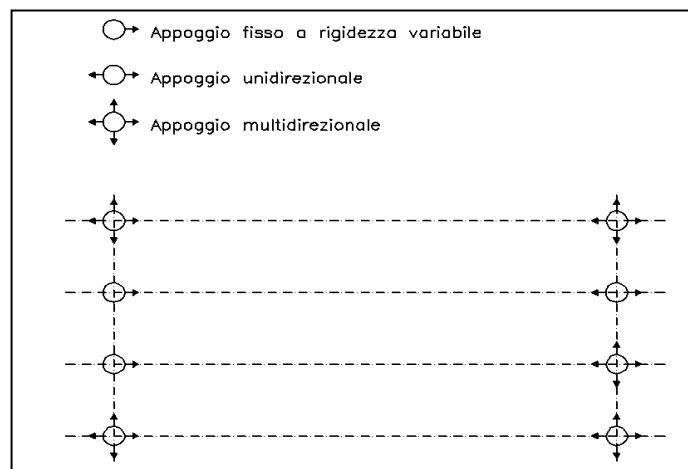 Appoggio fisso a rigidezza variabile
Appoggio unidirezionale
Appoggio multidirezionale